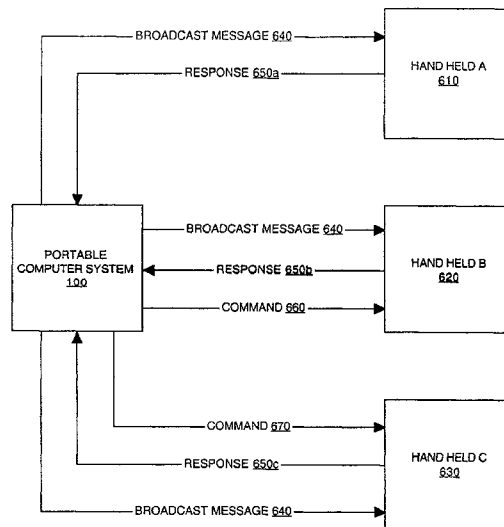 BROADCAST MESSAGE 640
RESPONSE 650a
HAND HELD A
610
PORTABLE
COMPUTER SYSTEM
100
BROADCAST MESSAGE 640
RESPONSE 650b
COMMAND 660
HAND HELD B
620
COMMAND 670
RESPONSE 650c
BROADCAST MESSAGE 640
HAND HELD C
630